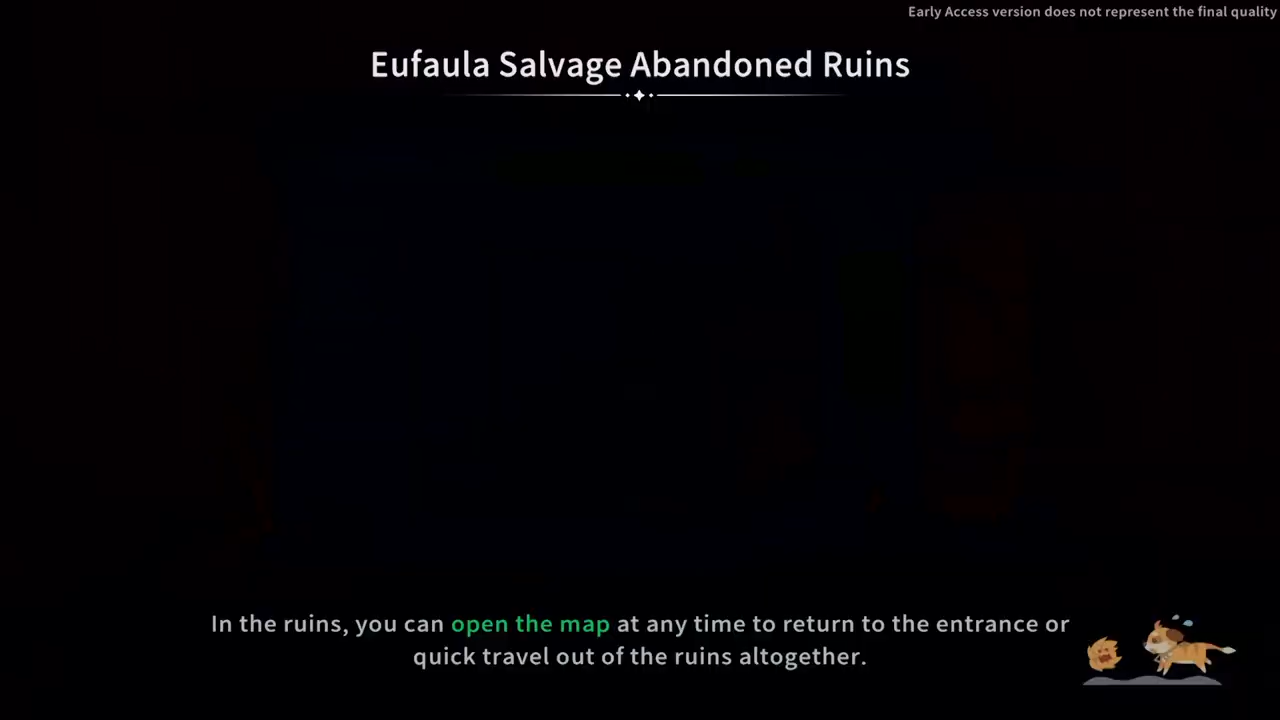 Early Access version does not represent the final quality
Eufaula Salvage Abandoned Ruins
In the ruins, you can open the map at any time to return to the entrance or
quick travel out of the ruins altogether.